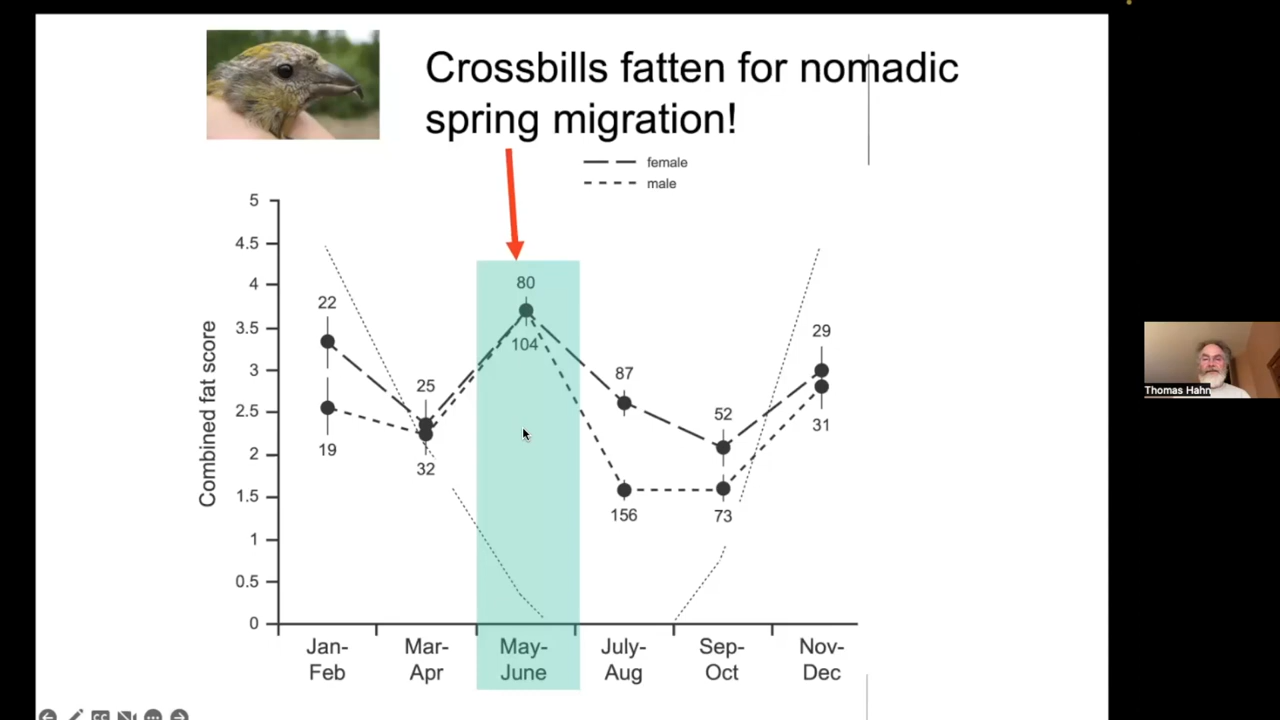 Crossbills fatten for nomadic
spring migration!
female
male
Combined fat score
5
4.5
4
3.5
3
2.5
2
1.5
1
0.5
0
22
19
25
32
80
104
87
156
52
73
29
31
Jan-
Feb
Mar-
Apr
May-
June
July-
Aug
Sep-
Oct
Nov-
Dec
Thomas Hahn
CC